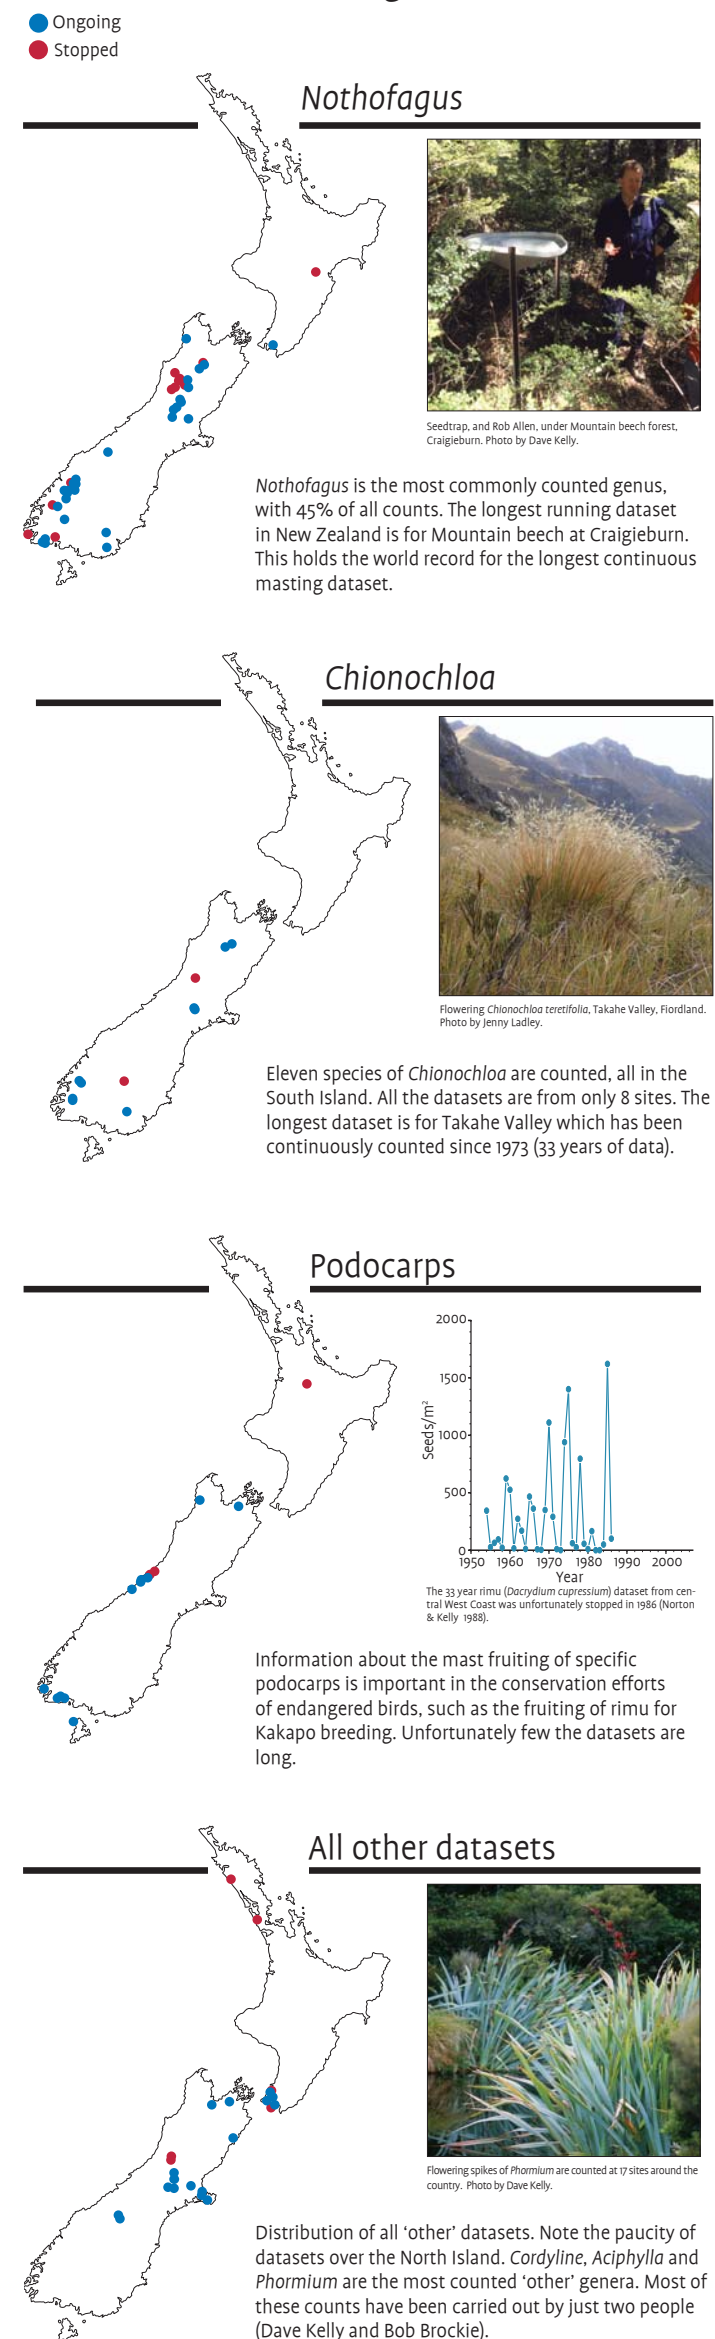 Ongoing
Stopped
Nothofagus
Seedtrap, and Rob Allen, under Mountain beech forest,
Craigieburn. Photo by Dave Kelly.
Nothofagus is the most commonly counted genus,
with 45% of all counts. The longest running dataset
in New Zealand is for Mountain beech at Craigieburn.
This holds the world record for the longest continuous
masting dataset.
Chionochloa
Flowering Chionochloa teretifolia, Takahe Valley, Fiordland.
Photo by Jenny Ladley.
Eleven species of Chionochloa are counted, all in the
South Island. All the datasets are from only 8 sites. The
longest dataset is for Takahe Valley which has been
continuously counted since 1973 (33 years of data).
Podocarps
2000
1500
1000
500
0
Seeds/m²
1950 1960 1970 1980 1990 2000
Year
The 33 year rimu (Dacrydium cupressium) dataset from cen-
tral West Coast was unfortunately stopped in 1986 (Norton
& Kelly 1988).
Information about the mast fruiting of specific
podocarps is important in the conservation efforts
of endangered birds, such as the fruiting of rimu for
Kakapo breeding. Unfortunately few the datasets are
long.
All other datasets
Flowering spikes of Phormium are counted at 17 sites around the
country. Photo by Dave Kelly.
Distribution of all ‘other’ datasets. Note the paucity of
datasets over the North Island. Cordyline, Aciphylla and
Phormium are the most counted ‘other’ genera. Most of
these counts have been carried out by just two people
(Dave Kelly and Bob Brockie).